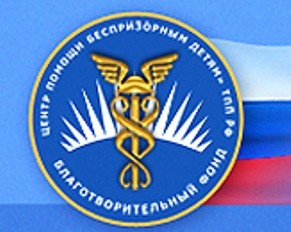 ЦЕНТР ПОМОЩИ БЕСПРИЗОРНЫМ ДЕТЯМ» ТПП РФ
БЛАГОТВОРИТЕЛЬНЫЙ ФОНД